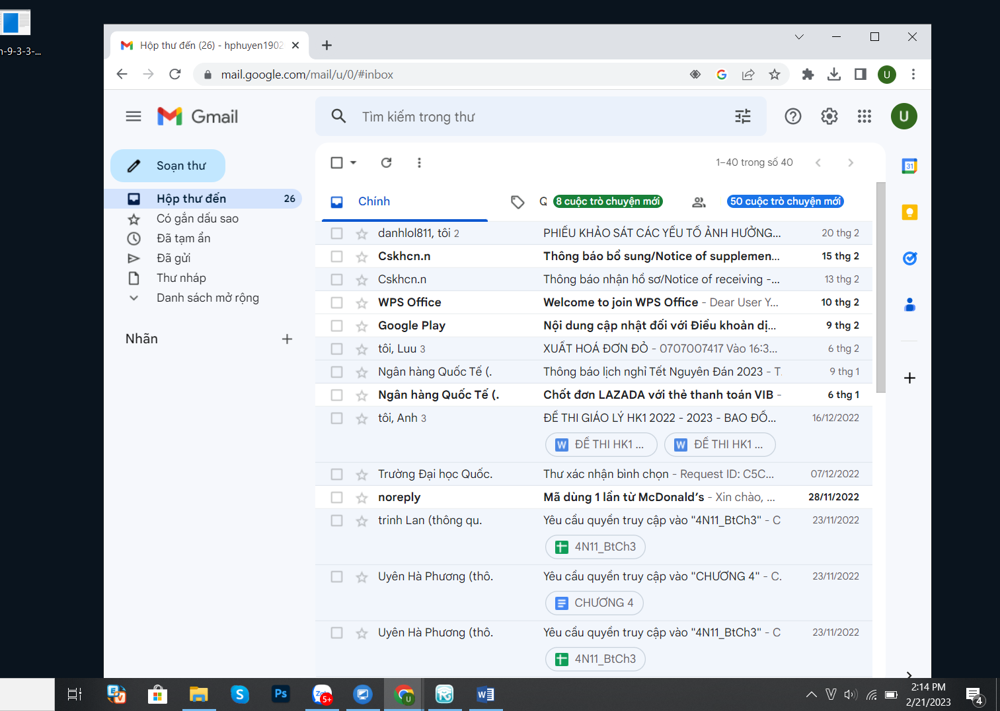 n-9-3-3-...
Hộp thư đến (26) - hphuyen1902
mail.google.com/mail/u/0/#inbox
U
Gmail
Tìm kiếm trong thư
U
Soạn thư
1–40 trong số 40
31
Hộp thư đến 26
Có gắn dấu sao
Đã tạm ẩn
Đã gửi
Thư nháp
Danh sách mở rộng
Nhãn
Chính
Q 8 cuộc trò chuyện mới
50 cuộc trò chuyện mới
danhlol811, tôi 2 PHIẾU KHẢO SÁT CÁC YẾU TỐ ẢNH HƯỞNG... 20 thg 2
Cskhcn.n Thông báo bổ sung/Notice of supplemen... 15 thg 2
Cskhcn.n Thông báo nhận hồ sơ/Notice of receiving -... 13 thg 2
WPS Office Welcome to join WPS Office - Dear User Y... 10 thg 2
Google Play Nội dung cập nhật đối với Điều khoản dị... 9 thg 2
tôi, Luu 3 XUẤT HOÁ ĐƠN ĐỎ - 0707007417 Vào 16:3... 6 thg 2
Ngân hàng Quốc Tế (. Thông báo lịch nghỉ Tết Nguyên Đán 2023 - T. 9 thg 1
Ngân hàng Quốc Tế (. Chốt đơn LAZADA với thẻ thanh toán VIB - 6 thg 1
tôi, Anh 3 ĐỀ THI GIÁO LÝ HK1 2022 - 2023 - BAO ĐỒ... 16/12/2022
W ĐỀ THI HK1 ... W ĐỀ THI HK1 ...
Trường Đại học Quốc. Thư xác nhận bình chọn - Request ID: C5C... 07/12/2022
noreply Mã dùng 1 lần từ McDonald's - Xin chào, ... 28/11/2022
trinh Lan (thông qu. Yêu cầu quyền truy cập vào "4N11_BtCh3" - C 23/11/2022
4N11_BtCh3
Uyên Hà Phương (thô. Yêu cầu quyền truy cập vào "CHƯƠNG 4" - C. 23/11/2022
CHƯƠNG 4
Uyên Hà Phương (thô. Yêu cầu quyền truy cập vào "4N11_BtCh3" - C 23/11/2022
4N11_BtCh3
E V
S
Ps
Zalo 5+
U
W
V
2:14 PM
2/21/2023
4